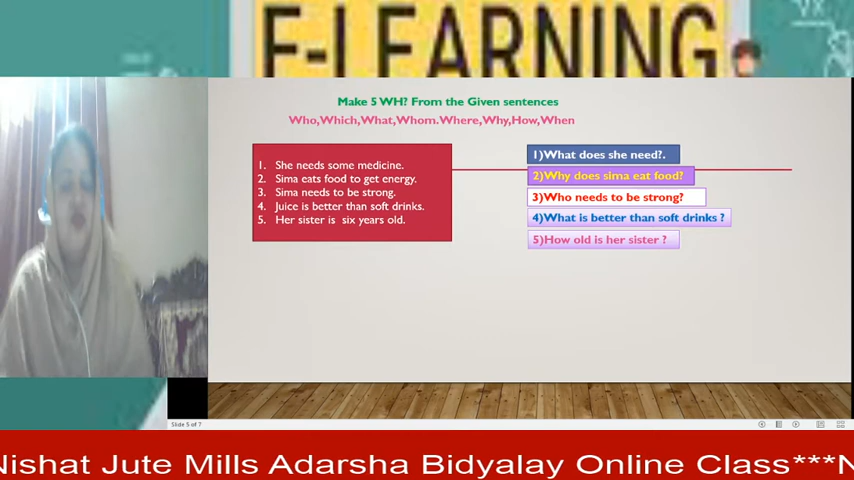 E-LEARNING
Make 5 WH? From the Given sentences
Who,Which,What,Whom.Where,Why,How,When
1. She needs some medicine.
2. Sima eats food to get energy.
3. Sima needs to be strong.
4. Juice is better than soft drinks.
5. Her sister is six years old.
1)What does she need?.
2)Why does sima eat food?
3)Who needs to be strong?
4)What is better than soft drinks ?
5)How old is her sister ?
Slide 5 of 7
Nishat Jute Mills Adarsha Bidyalay Online Class***N